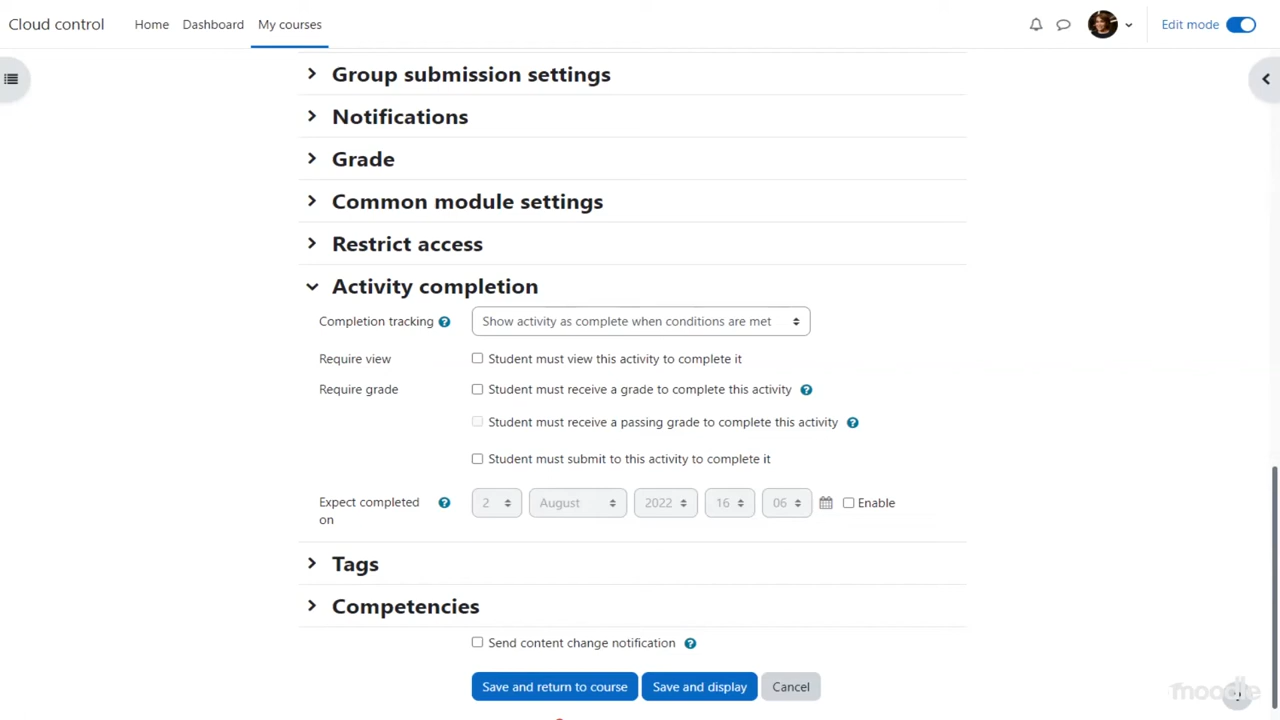 Cloud control
Home
Dashboard
My courses
Edit mode
Group submission settings
Notifications
Grade
Common module settings
Restrict access
Activity completion
Completion tracking
Show activity as complete when conditions are met
Require view
Student must view this activity to complete it
Require grade
Student must receive a grade to complete this activity
Student must receive a passing grade to complete this activity
Student must submit to this activity to complete it
Expect completed
on
2
August
2022
16
06
Enable
Tags
Competencies
Send content change notification
Save and return to course
Save and display
Cancel
moodle